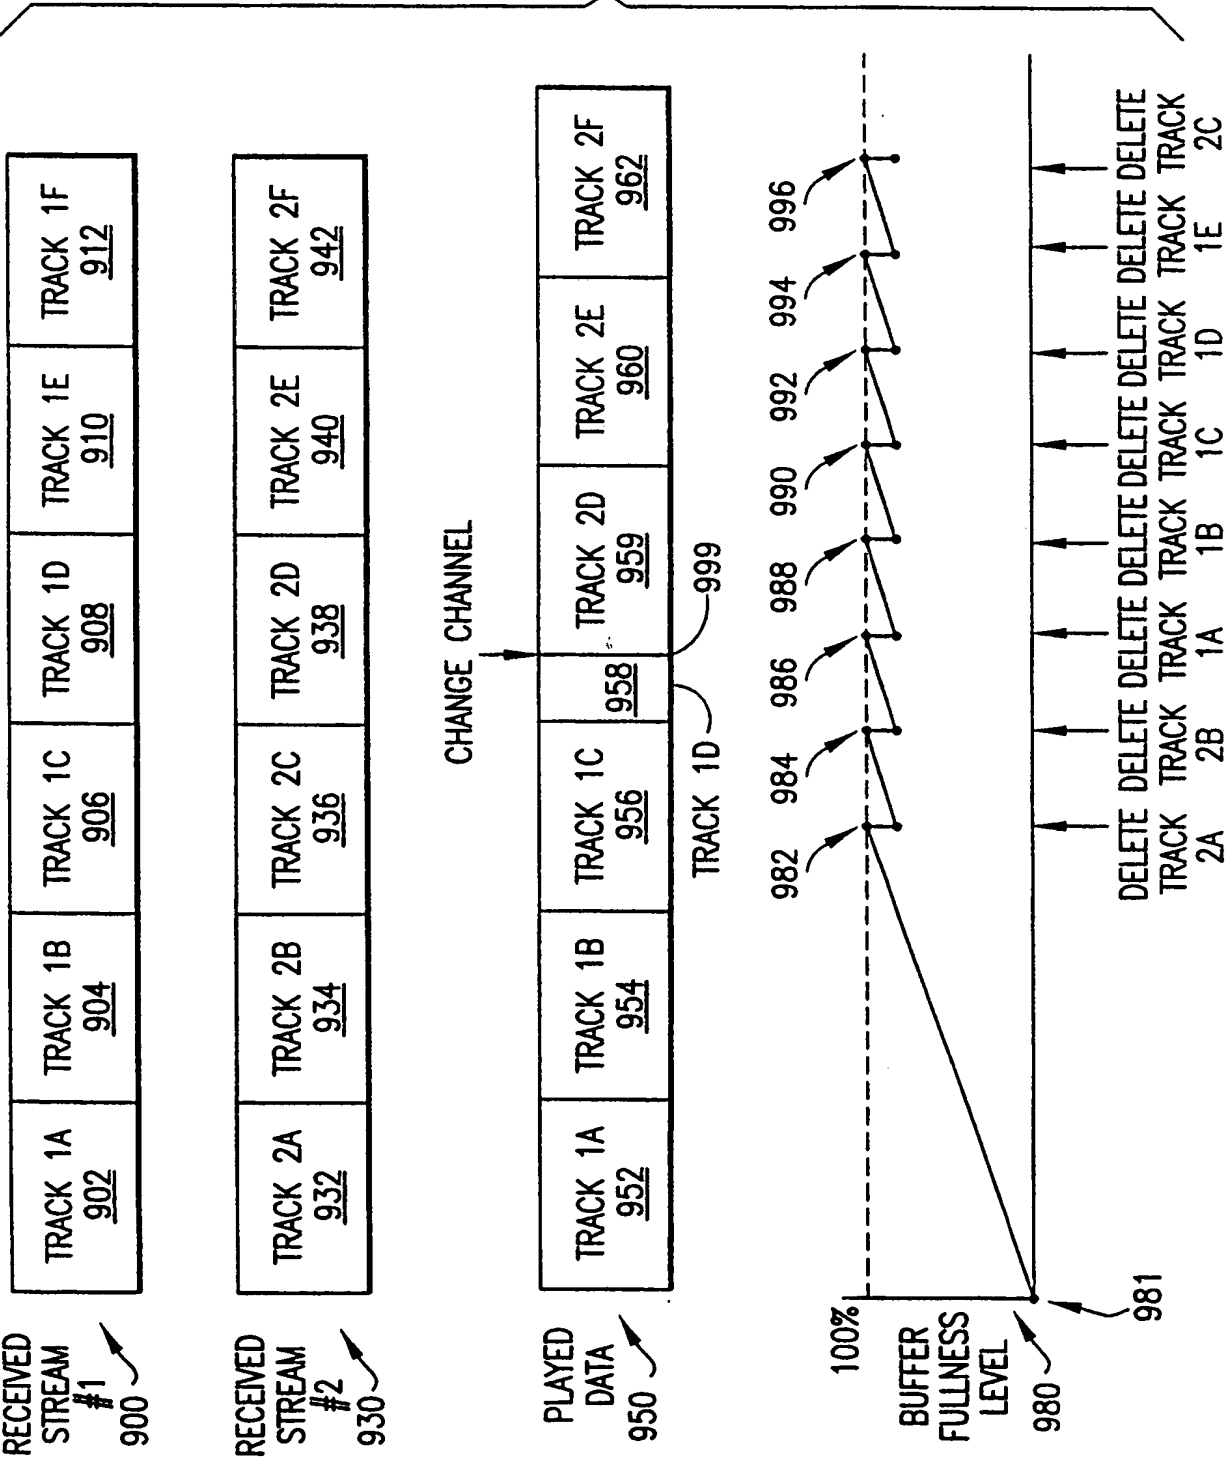 RECEIVED
STREAM
#1
900
TRACK 1A
902
TRACK 1B
904
TRACK 1C
906
TRACK 1D
908
TRACK 1E
910
TRACK 1F
912
RECEIVED
STREAM
#2
930
TRACK 2A
932
TRACK 2B
934
TRACK 2C
936
TRACK 2D
938
TRACK 2E
940
TRACK 2F
942
CHANGE CHANNEL
PLAYED
DATA
950
TRACK 1A
952
TRACK 1B
954
TRACK 1C
956
958
TRACK 2D
959
TRACK 2E
960
TRACK 2F
962
TRACK 1D
999
100%
BUFFER
FULLNESS
LEVEL
980
981
982
984
986
988
990
992
994
996
DELETE
TRACK
2A
DELETE
TRACK
2B
DELETE
TRACK
1A
DELETE
TRACK
1B
DELETE
TRACK
1C
DELETE
TRACK
1D
DELETE
TRACK
1E
DELETE
TRACK
2C